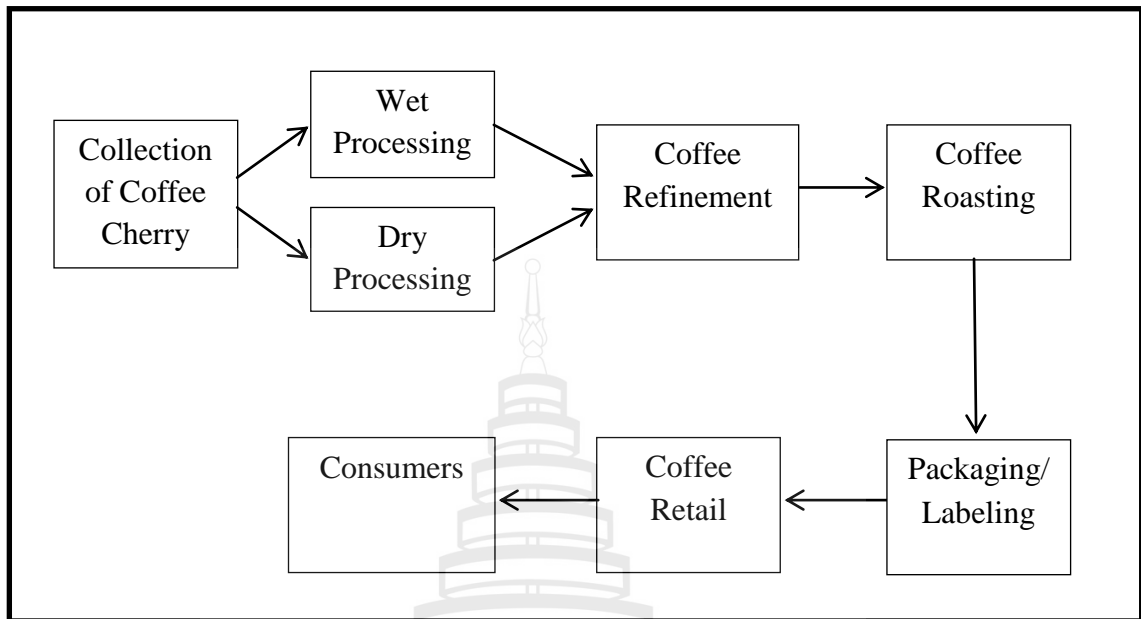 Collection
of Coffee
Cherry
Wet
Processing
Dry
Processing
Coffee
Refinement
Coffee
Roasting
Packaging/
Labeling
Coffee
Retail
Consumers